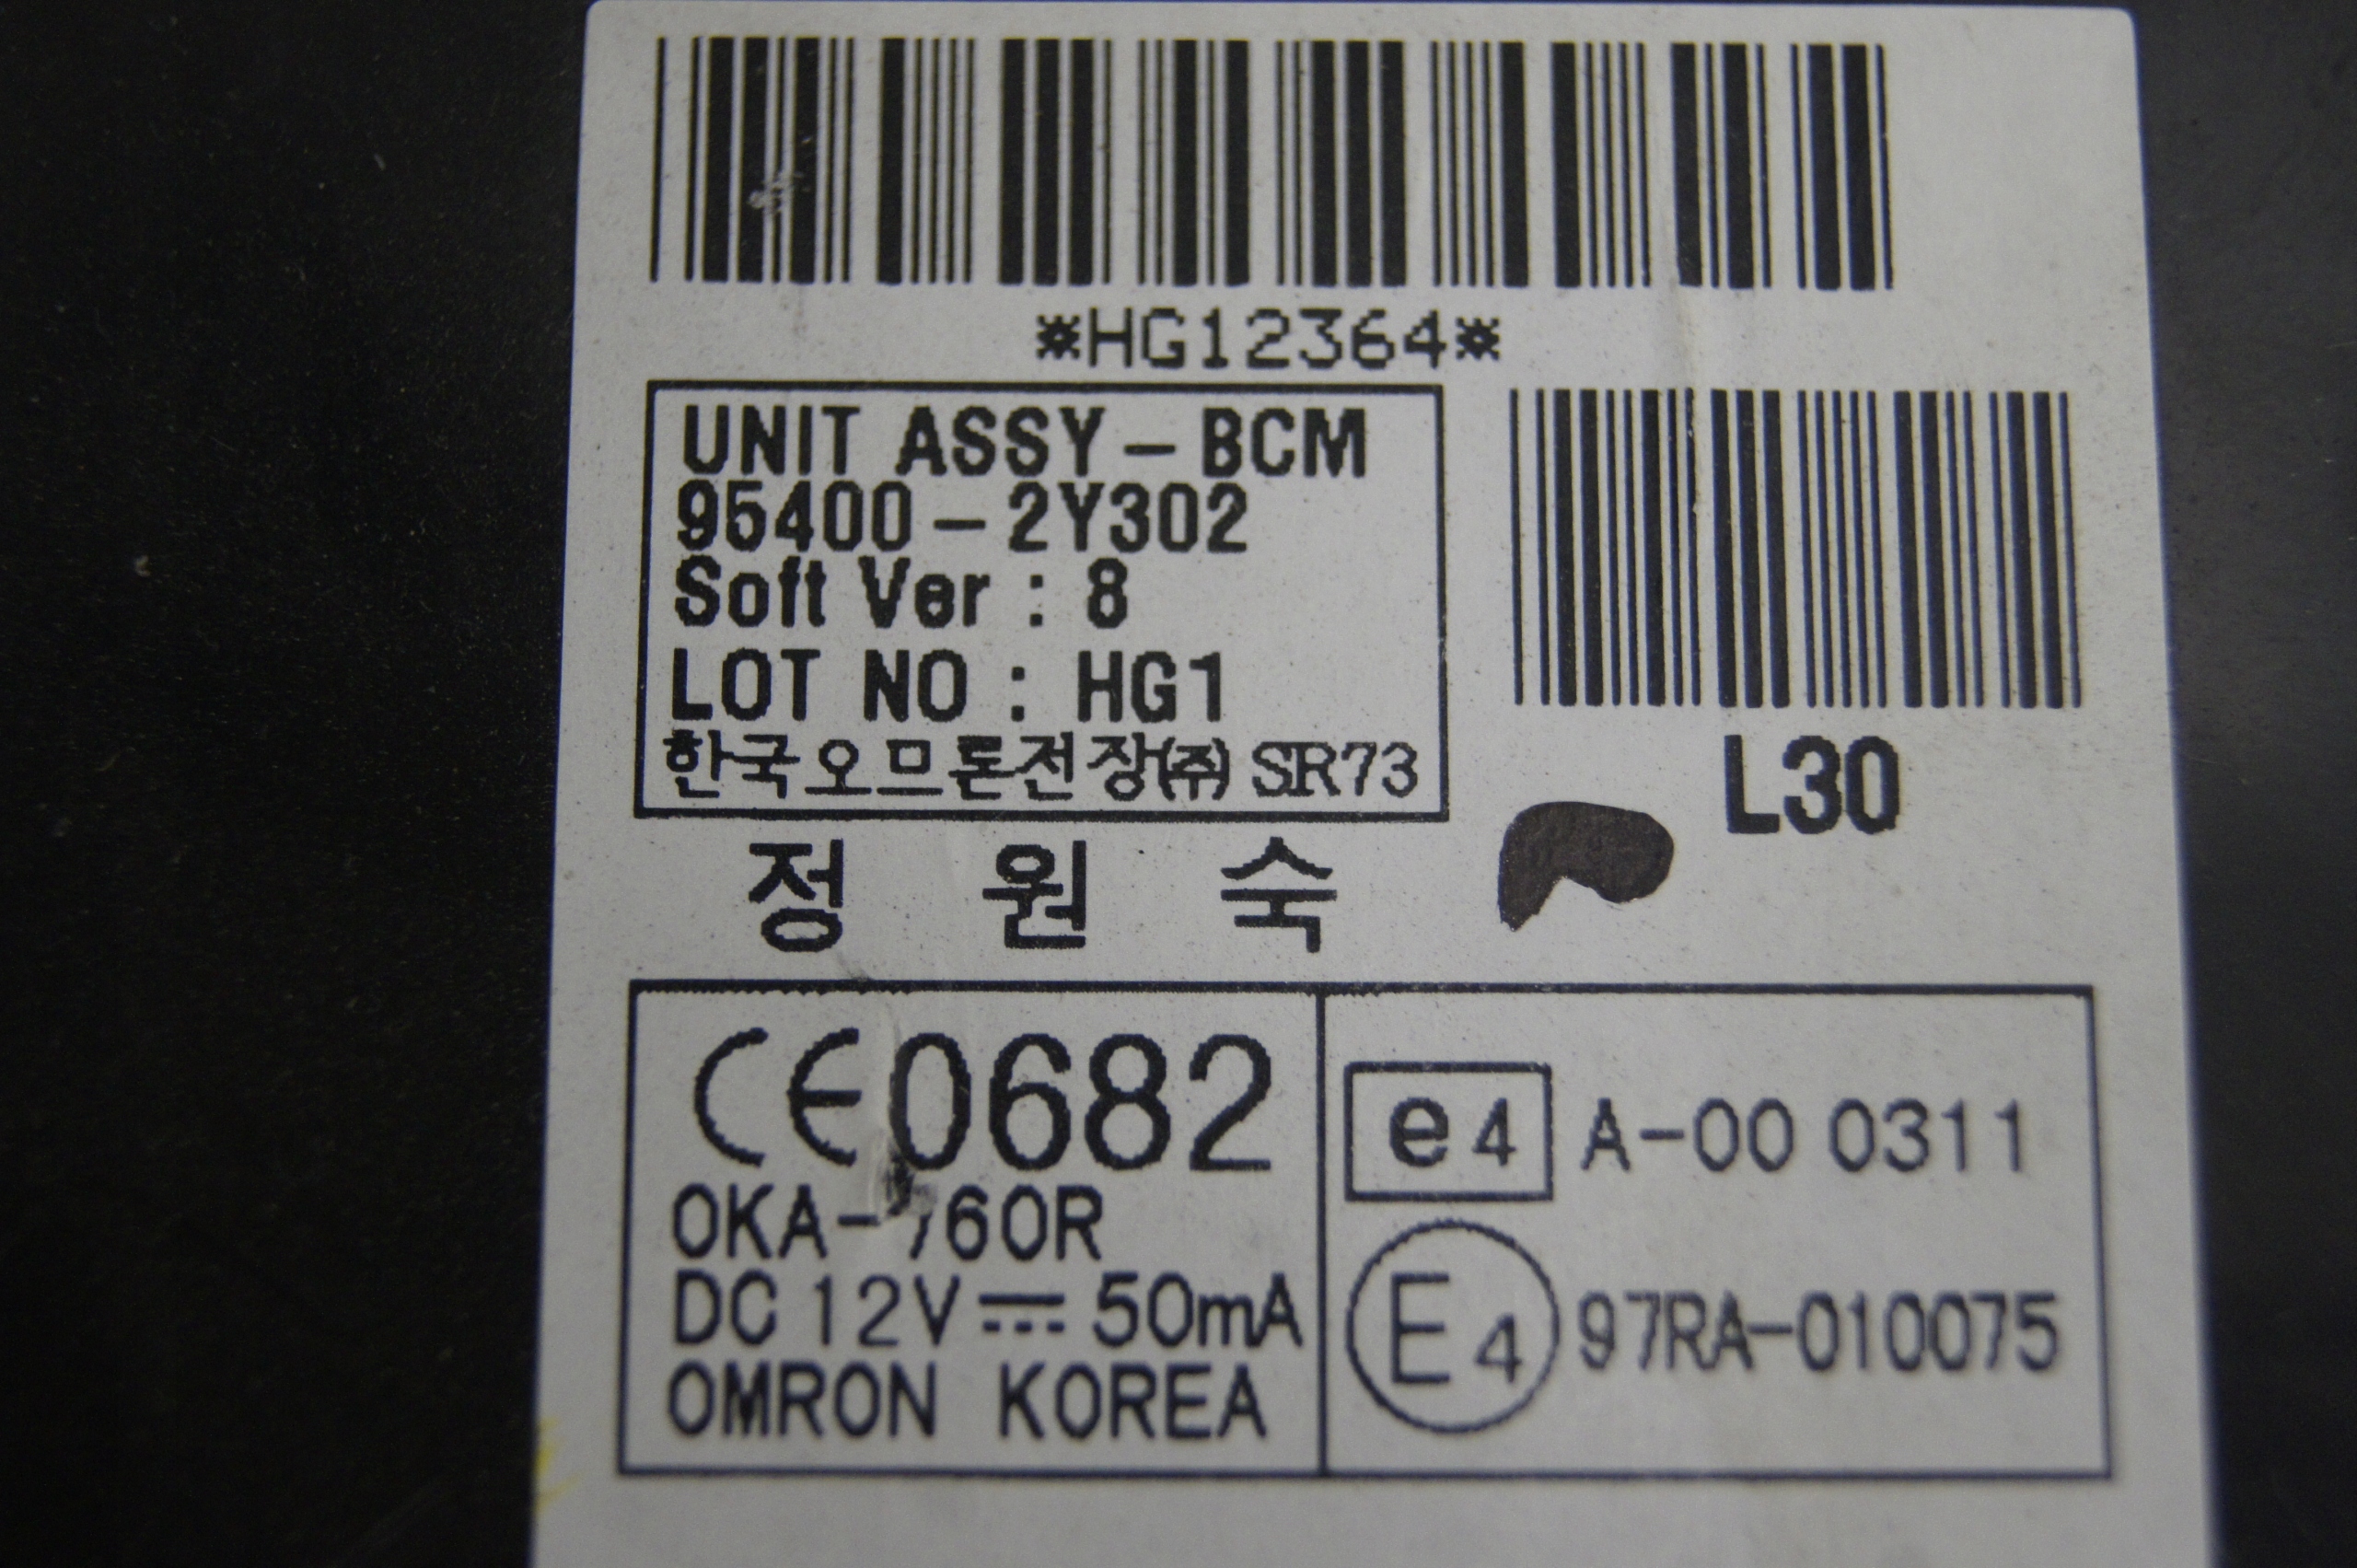 *HG12364*
UNIT ASSY-BCM
95400-2Y302
Soft Ver : 8
LOT NO : HG1
한국오므론전장㈜ SR73
L30
정 원 숙
CE0682
OKA-760R
DC 12V ⎓ 50mA
OMRON KOREA
e4 A-00 0311
E4 97RA-010075